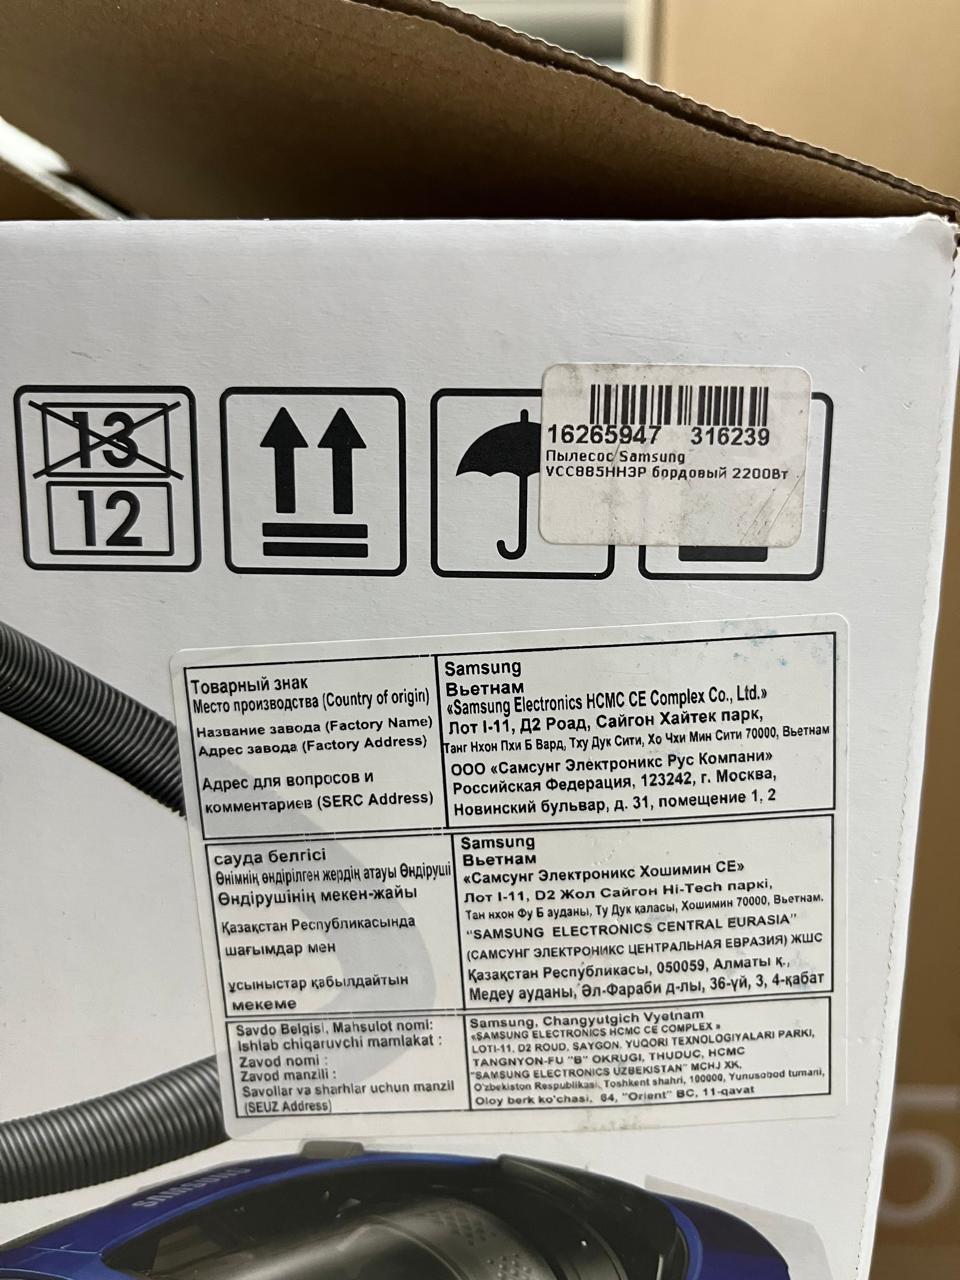 13
12
16265947 316239
Пылесос Samsung
VCC885HH3P бордовый 2200Вт
Товарный знак
Место производства (Country of origin)
Название завода (Factory Name)
Адрес завода (Factory Address)
Адрес для вопросов и
комментариев (SERC Address)
Samsung
Вьетнам
«Samsung Electronics HCMC CE Complex Co., Ltd.»
Лот I-11, Д2 Роад, Сайгон Хайтек парк,
Танг Нхон Пхи Б Вард, Тху Дук Сити, Хо Чхи Мин Сити 70000, Вьетнам
ООО «Самсунг Электроникс Рус Компани»
Российская Федерация, 123242, г. Москва,
Новинский бульвар, д. 31, помещение 1, 2
сауда белгісі
Өнімнің өндірілген жердің атауы Өндіруші
Өндірушінің мекен-жайы
Қазақстан Республикасында
шағымдар мен
ұсыныстар қабылдайтын
мекеме
Samsung
Вьетнам
«Самсунг Электроникс Хошимин СЕ»
Лот I-11, D2 Жол Сайгон Hi-Tech паркі,
Тан нхон Фу Б ауданы, Ту Дук қаласы, Хошимин 70000, Вьетнам.
"SAMSUNG ELECTRONICS CENTRAL EURASIA"
(САМСУНГ ЭЛЕКТРОНИКС ЦЕНТРАЛЬНАЯ ЕВРАЗИЯ) ЖШС
Қазақстан Республикасы, 050059, Алматы қ.,
Медеу ауданы, Әл-Фараби д-лы, 36-үй, 3, 4-қабат
Savdo Belgisi, Mahsulot nomi:
Ishlab chiqaruvchi mamlakat :
Zavod nomi :
Zavod manzili :
Savollar va sharhlar uchun manzil
(SEUZ Address)
Samsung, Changyutgich Vyetnam
«SAMSUNG ELECTRONICS HCMC CE COMPLEX »
LOTI-11, D2 ROUD, SAYGON, YUQORI TEXNOLOGIYALARI PARKI,
TANGNYON-FU "B" OKRUGI, THUDUC, HCMC
"SAMSUNG ELECTRONICS UZBEKISTAN" MCHJ XK,
O'zbekiston Respublikasi, Toshkent shahri, 100000, Yunusobod tumani,
Oloy berk ko'chasi, 64, "Orient" BC, 11-qavat
SAMSUNG